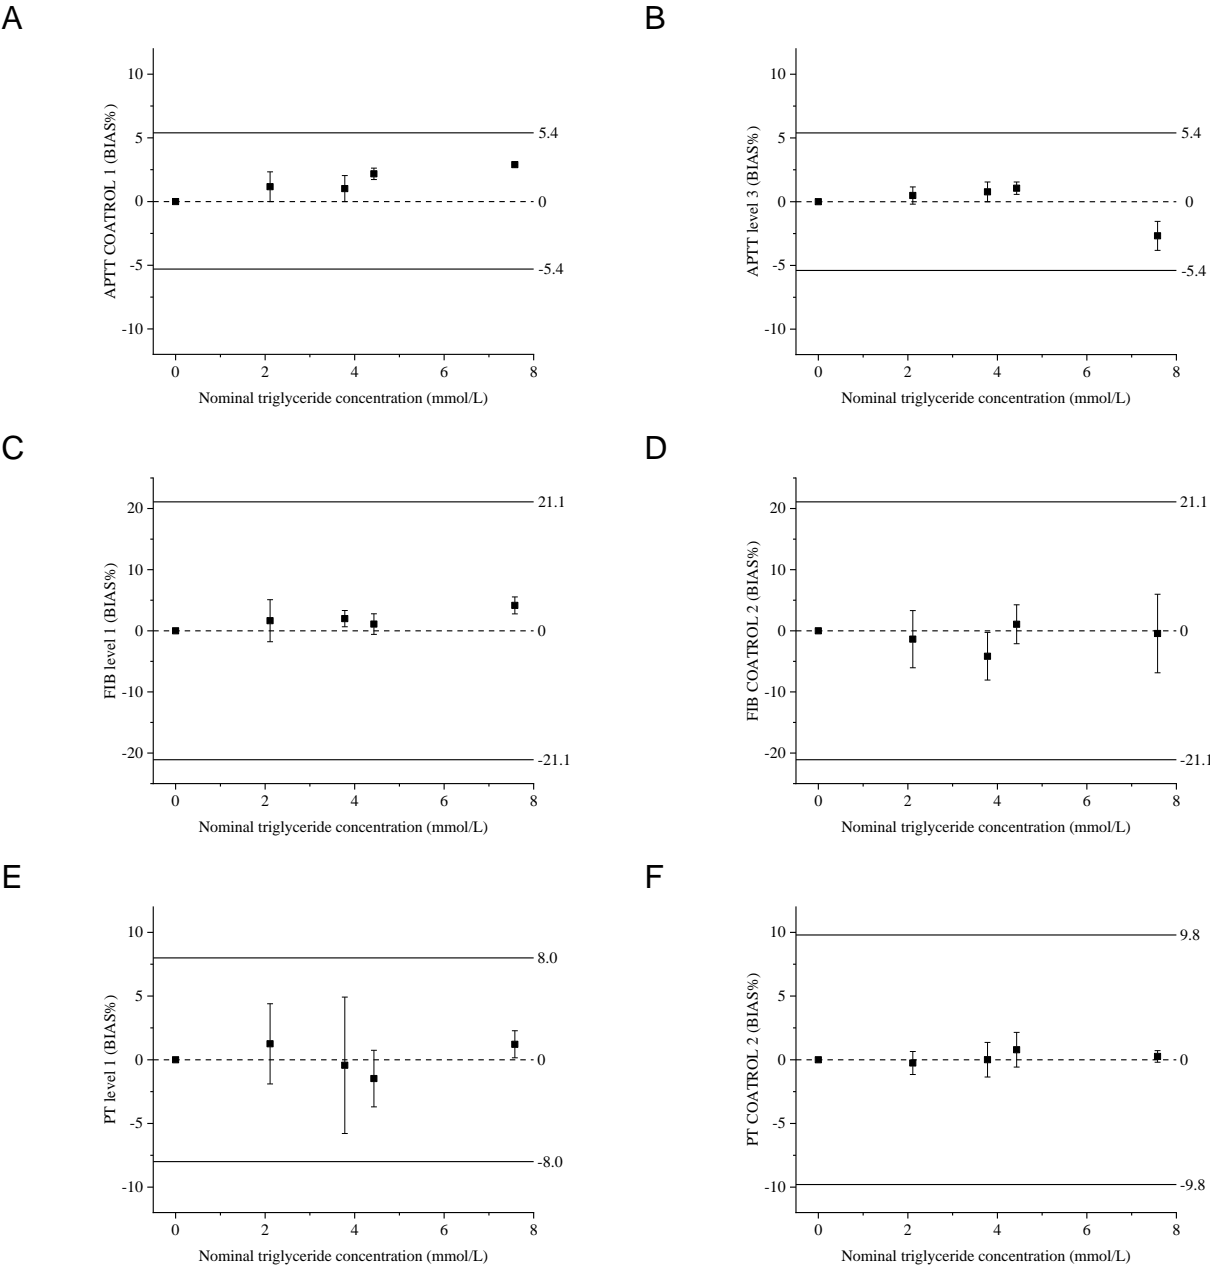 A
APTT COATROL 1 (BIAS%)
10
5
0
-5
-10
5.4
0
-5.4
0 2 4 6 8
Nominal triglyceride concentration (mmol/L)
B
APTT level 3 (BIAS%)
10
5
0
-5
-10
5.4
0
-5.4
0 2 4 6 8
Nominal triglyceride concentration (mmol/L)
C
FIB level 1 (BIAS%)
20
10
0
-10
-20
21.1
0
-21.1
0 2 4 6 8
Nominal triglyceride concentration (mmol/L)
D
FIB COATROL 2 (BIAS%)
20
10
0
-10
-20
21.1
0
-21.1
0 2 4 6 8
Nominal triglyceride concentration (mmol/L)
E
PT level 1 (BIAS%)
10
5
0
-5
-10
8.0
0
-8.0
0 2 4 6 8
Nominal triglyceride concentration (mmol/L)
F
PT COATROL 2 (BIAS%)
10
5
0
-5
-10
9.8
0
-9.8
0 2 4 6 8
Nominal triglyceride concentration (mmol/L)